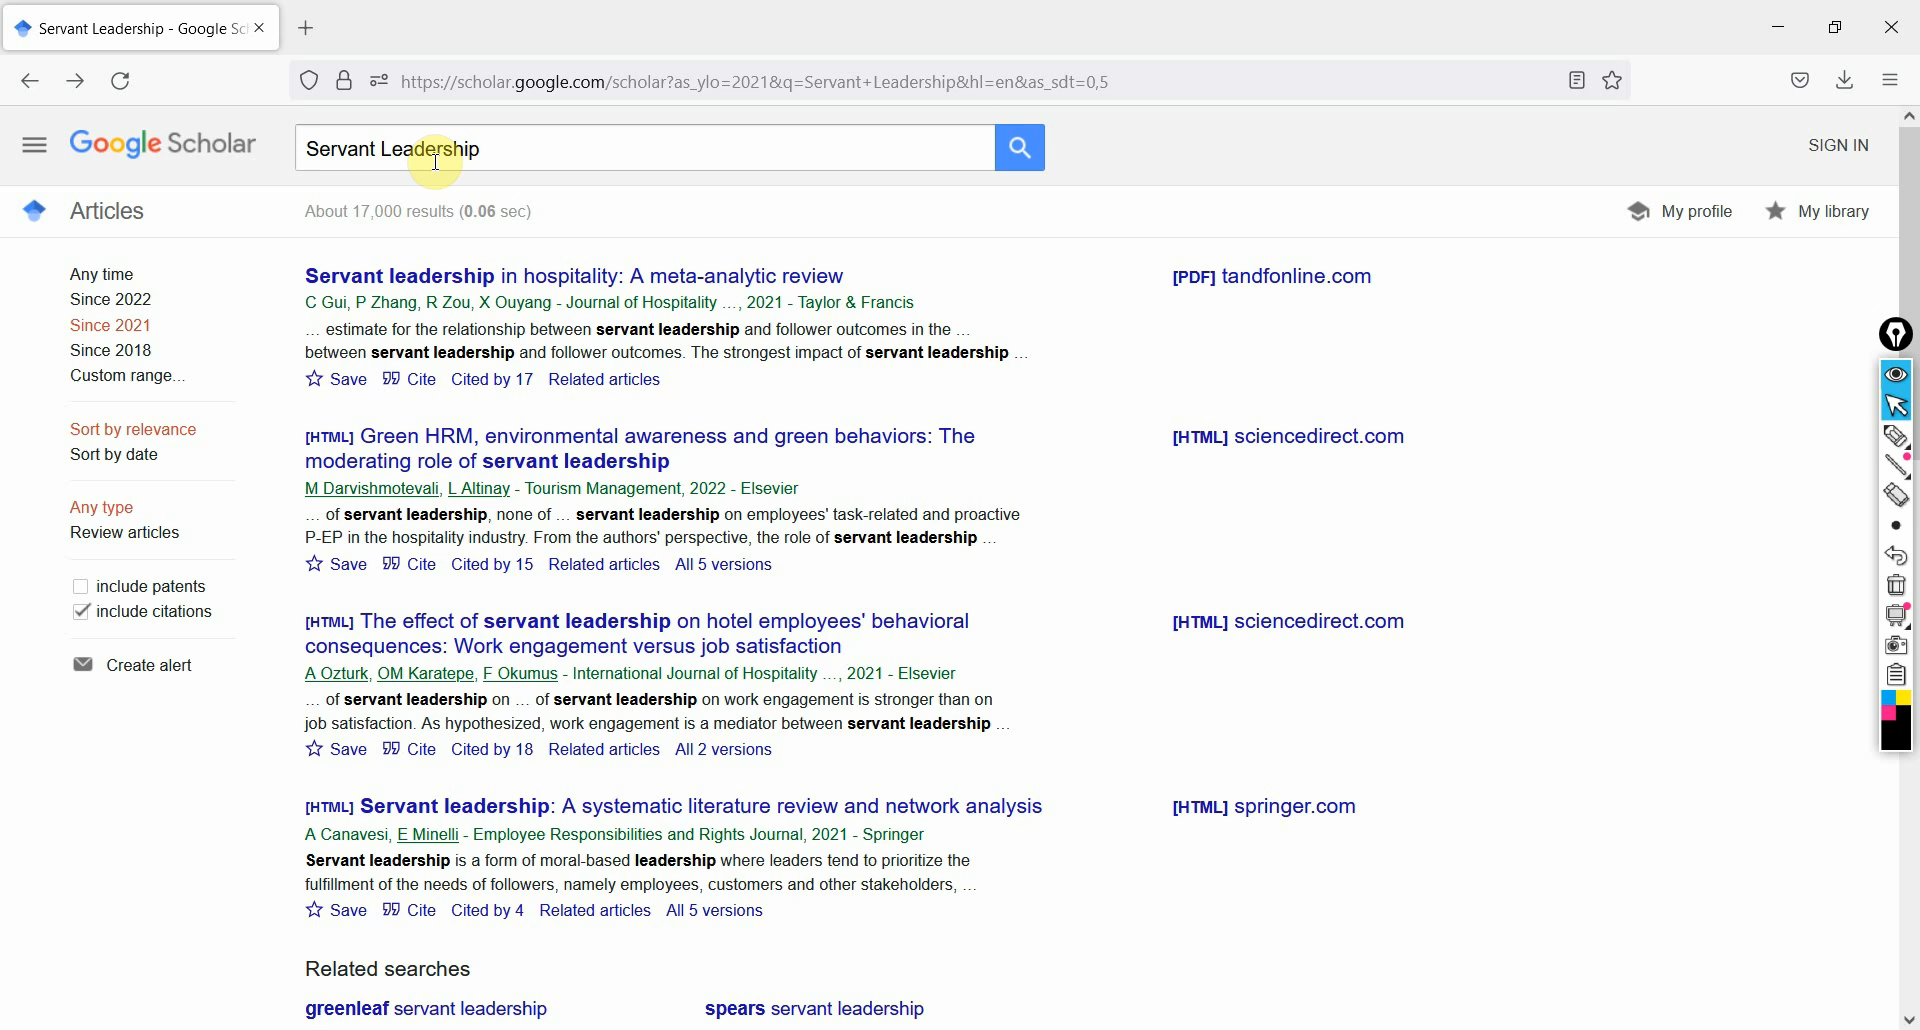 Servant Leadership - Google Sc
https://scholar.google.com/scholar?as_ylo=2021&q=Servant+Leadership&hl=en&as_sdt=0,5
Google Scholar
Servant Leadership
SIGN IN
Articles
About 17,000 results (0.06 sec)
My profile
My library
Any time
Since 2022
Since 2021
Since 2018
Custom range...
Sort by relevance
Sort by date
Any type
Review articles
include patents
include citations
Create alert
Servant leadership in hospitality: A meta-analytic review
[PDF] tandfonline.com
C Gui, P Zhang, R Zou, X Ouyang - Journal of Hospitality …, 2021 - Taylor & Francis
… estimate for the relationship between servant leadership and follower outcomes in the …
between servant leadership and follower outcomes. The strongest impact of servant leadership …
Save Cite Cited by 17 Related articles
[HTML] Green HRM, environmental awareness and green behaviors: The
moderating role of servant leadership
[HTML] sciencedirect.com
M Darvishmotevali, L Altinay - Tourism Management, 2022 - Elsevier
… of servant leadership, none of … servant leadership on employees' task-related and proactive
P-EP in the hospitality industry. From the authors' perspective, the role of servant leadership …
Save Cite Cited by 15 Related articles All 5 versions
[HTML] The effect of servant leadership on hotel employees' behavioral
consequences: Work engagement versus job satisfaction
[HTML] sciencedirect.com
A Ozturk, OM Karatepe, F Okumus - International Journal of Hospitality …, 2021 - Elsevier
… of servant leadership on … of servant leadership on work engagement is stronger than on
job satisfaction. As hypothesized, work engagement is a mediator between servant leadership …
Save Cite Cited by 18 Related articles All 2 versions
[HTML] Servant leadership: A systematic literature review and network analysis
[HTML] springer.com
A Canavesi, E Minelli - Employee Responsibilities and Rights Journal, 2021 - Springer
Servant leadership is a form of moral-based leadership where leaders tend to prioritize the
fulfillment of the needs of followers, namely employees, customers and other stakeholders, …
Save Cite Cited by 4 Related articles All 5 versions
Related searches
greenleaf servant leadership
spears servant leadership